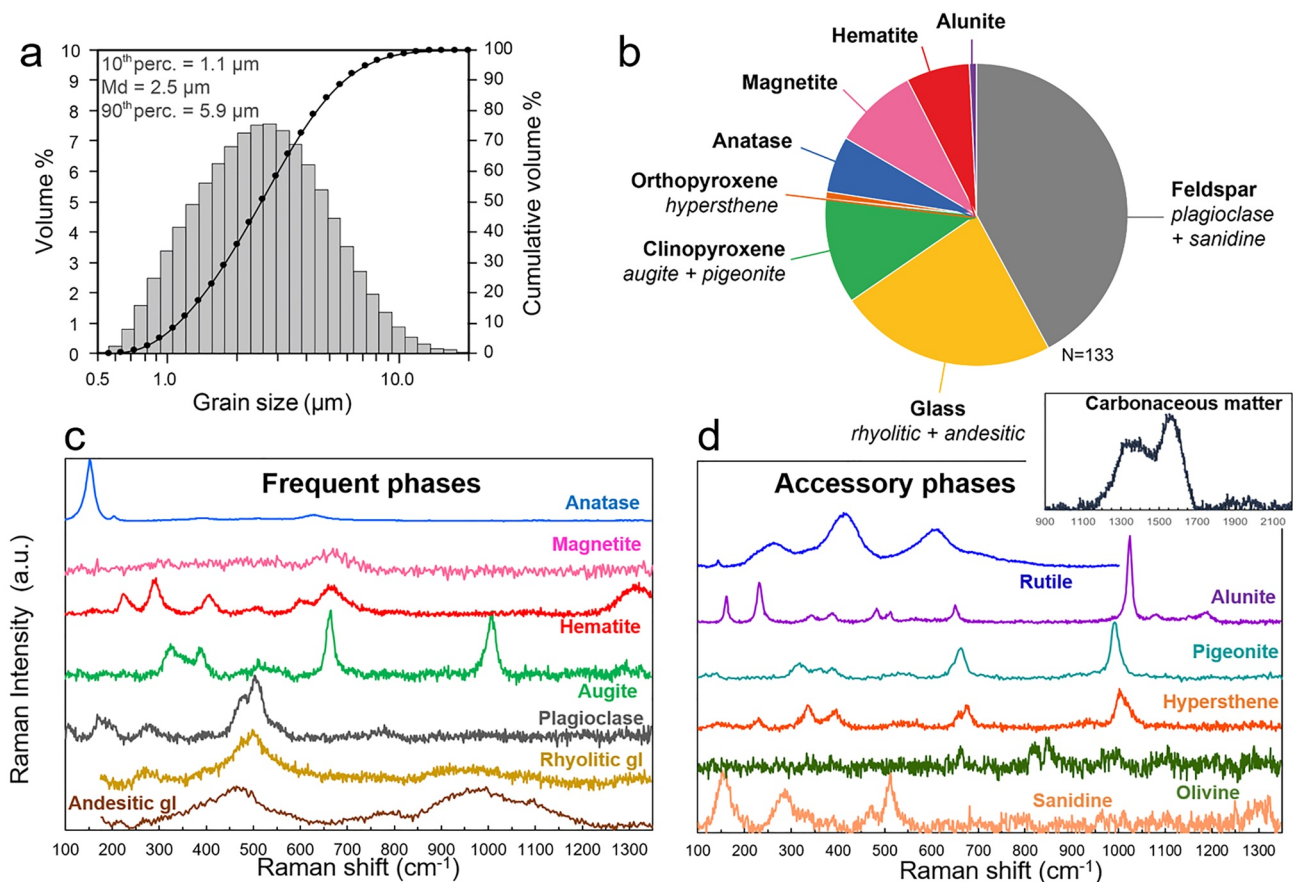 a
10th perc. = 1.1 µm
Md = 2.5 µm
90th perc. = 5.9 µm
Volume %
10
9
8
7
6
5
4
3
2
1
0
Cumulative volume %
100
90
80
70
60
50
40
30
20
10
0
0.5
1.0
10.0
Grain size (µm)
b
Alunite
Hematite
Magnetite
Anatase
Orthopyroxene
hypersthene
Clinopyroxene
augite + pigeonite
Feldspar
plagioclase
+ sanidine
N=133
Glass
rhyolitic + andesitic
c
Frequent phases
Anatase
Magnetite
Hematite
Augite
Plagioclase
Rhyolitic gl
Andesitic gl
Raman Intensity (a.u.)
100 200 300 400 500 600 700 800 900 1000 1100 1200 1300
Raman shift (cm-1)
d
Carbonaceous matter
900 1100 1300 1500 1700 1900 2100
Accessory phases
Rutile
Alunite
Pigeonite
Hypersthene
Olivine
Sanidine
100 200 300 400 500 600 700 800 900 1000 1100 1200 1300
Raman shift (cm-1)